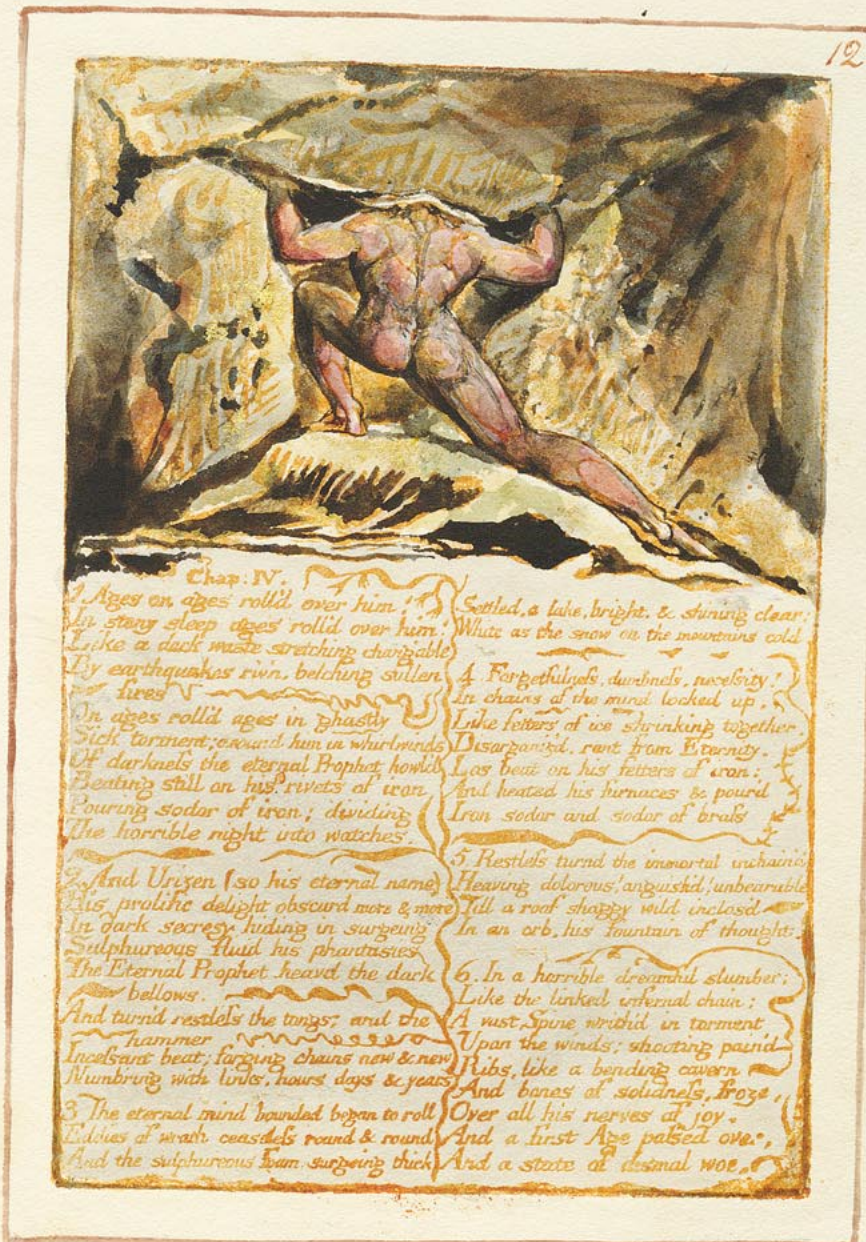 12
Chap: IV.
1. Ages on ages roll'd over him!
In stony sleep ages roll'd over him!
Like a dark waste stretching chang'able
By earthquakes riv'n, belching sullen
fires
On ages roll'd ages in ghastly
Sick torment; around him in whirlwinds
Of darkness the eternal Prophet howl'd
Beating still on his rivets of iron
Pouring sodor of iron; dividing
The horrible night into watches.
2. And Urizen (so his eternal name)
His prolific delight obscurd more & more
In dark secresy hiding in surgeing
Sulphureous fluid his phantasies.
The Eternal Prophet heavd the dark
bellows.
And turn'd restless the tongs; and the
hammer
Incessant beat; forging chains new & new
Numb'ring with links. hours, days & years
3 The eternal mind bounded began to roll
Eddies of wrath ceaseless round & round
And the sulphureous foam surgeing thick
Settled, a lake, bright, & shining clear:
White as the snow on the mountains cold
4 Forgetfulness, dumbness, necessity!
In chains of the mind locked up,
Like fetters of ice shrinking together.
Disorganiz'd, rent from Eternity.
Los beat on his fetters of iron:
And heated his furnaces & pour'd
Iron sodor and sodor of brass
5. Restless turnd the immortal inchain'd
Heaving dolorous! anguish'd! unbearable
Till a roof shaggy wild inclos'd
In an orb, his fountain of thought.
6. In a horrible dreamful slumber;
Like the linked infernal chain;
A vast Spine writh'd in torment
Upon the winds; shooting pain'd
Ribs, like a bending cavern
And bones of solidness, froze
Over all his nerves of joy.
And a first Age passed over,
And a state of dismal woe.